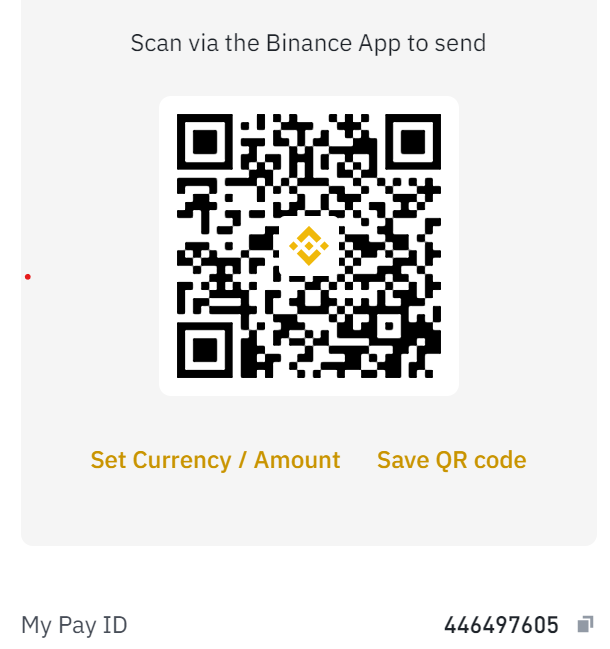 Scan via the Binance App to send
Set Currency / Amount Save QR code
My Pay ID 446497605